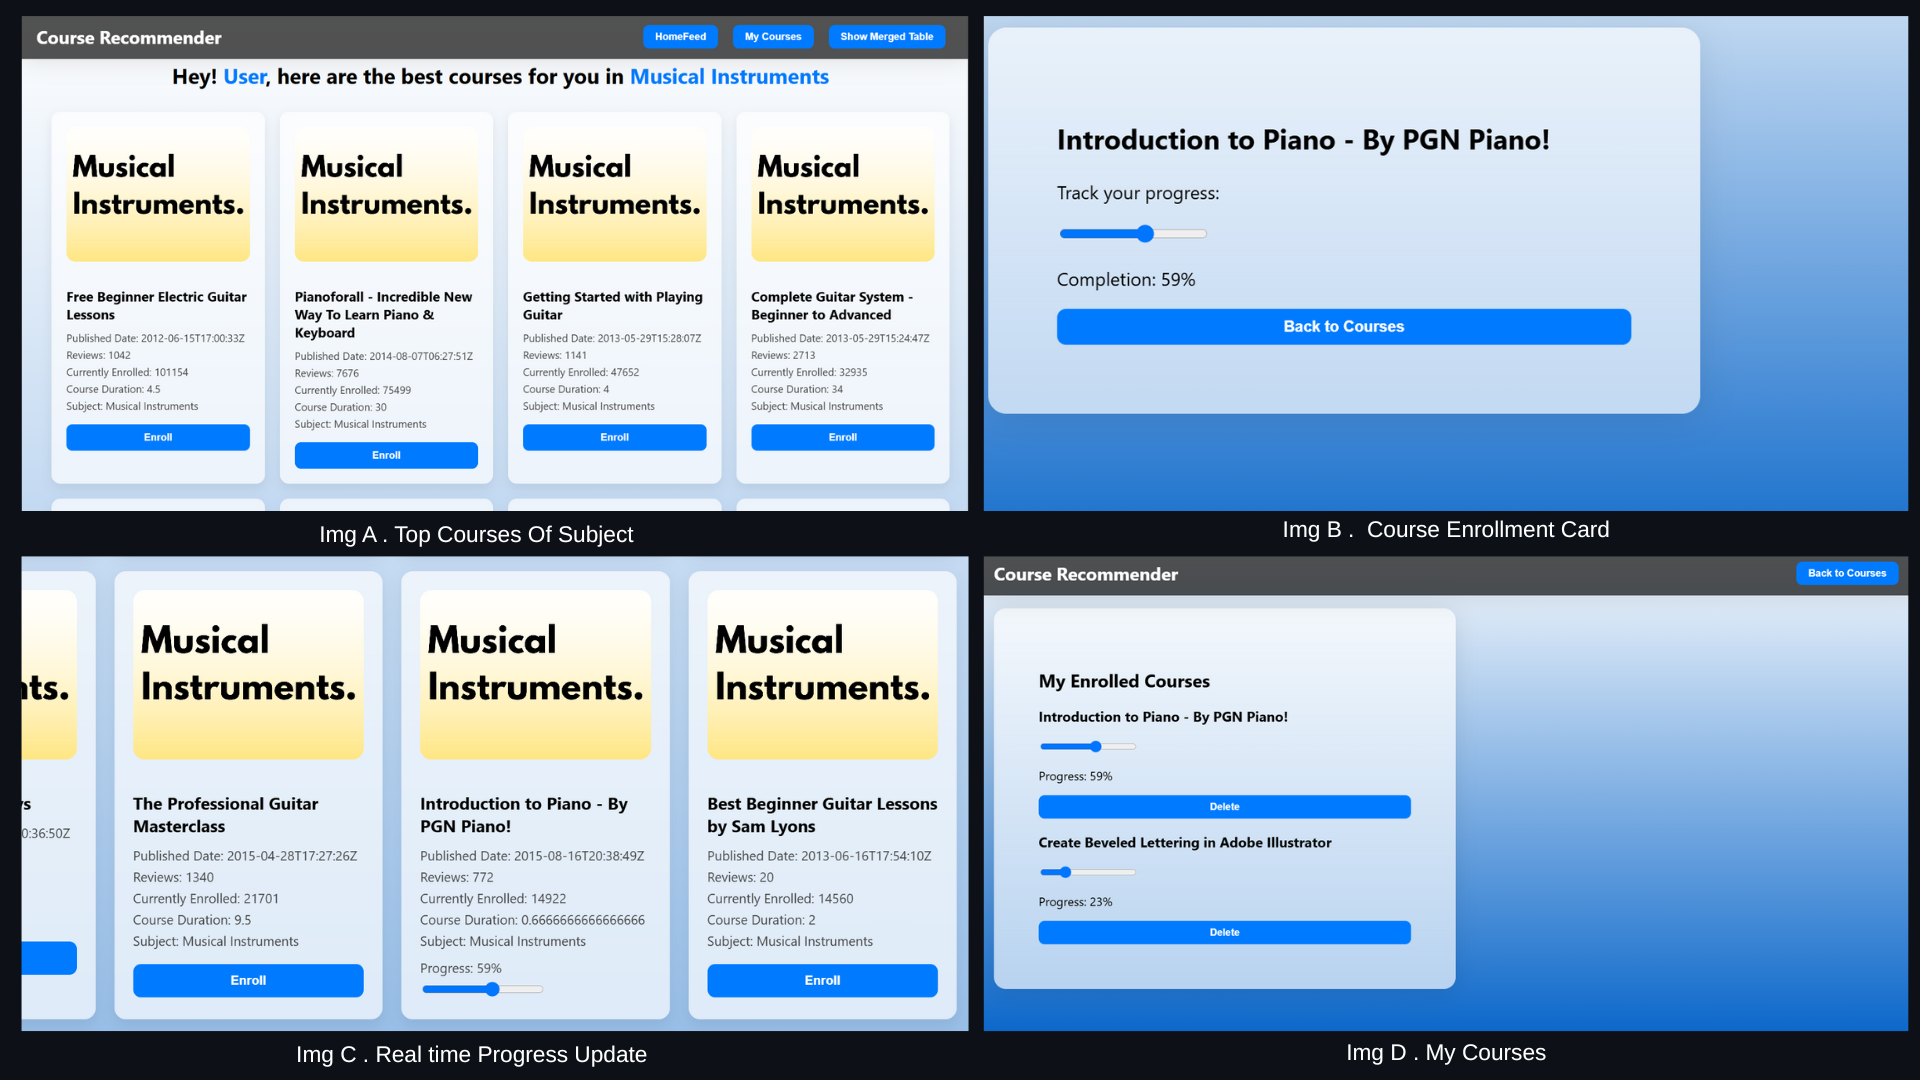 Course Recommender
HomeFeed
My Courses
Show Merged Table
Hey! User, here are the best courses for you in Musical Instruments
Musical
Instruments.
Free Beginner Electric Guitar
Lessons
Published Date: 2012-06-15T17:00:33Z
Reviews: 1042
Currently Enrolled: 101154
Course Duration: 4.5
Subject: Musical Instruments
Enroll
Musical
Instruments.
Pianoforall - Incredible New
Way To Learn Piano &
Keyboard
Published Date: 2014-08-07T06:27:51Z
Reviews: 7676
Currently Enrolled: 75499
Course Duration: 30
Subject: Musical Instruments
Enroll
Musical
Instruments.
Getting Started with Playing
Guitar
Published Date: 2013-05-29T15:28:07Z
Reviews: 1141
Currently Enrolled: 47652
Course Duration: 4
Subject: Musical Instruments
Enroll
Musical
Instruments.
Complete Guitar System -
Beginner to Advanced
Published Date: 2013-05-29T15:24:47Z
Reviews: 2713
Currently Enrolled: 32935
Course Duration: 34
Subject: Musical Instruments
Enroll
Img A . Top Courses Of Subject
Introduction to Piano - By PGN Piano!
Track your progress:
Completion: 59%
Back to Courses
Img B . Course Enrollment Card
nts.
s
0:36:50Z
Musical
Instruments.
The Professional Guitar
Masterclass
Published Date: 2015-04-28T17:27:26Z
Reviews: 1340
Currently Enrolled: 21701
Course Duration: 9.5
Subject: Musical Instruments
Enroll
Musical
Instruments.
Introduction to Piano - By
PGN Piano!
Published Date: 2015-08-16T20:38:49Z
Reviews: 772
Currently Enrolled: 14922
Course Duration: 0.6666666666666666
Subject: Musical Instruments
Progress: 59%
Musical
Instruments.
Best Beginner Guitar Lessons
by Sam Lyons
Published Date: 2013-06-16T17:54:10Z
Reviews: 20
Currently Enrolled: 14560
Course Duration: 2
Subject: Musical Instruments
Enroll
Img C . Real time Progress Update
Course Recommender
Back to Courses
My Enrolled Courses
Introduction to Piano - By PGN Piano!
Progress: 59%
Delete
Create Beveled Lettering in Adobe Illustrator
Progress: 23%
Delete
Img D . My Courses